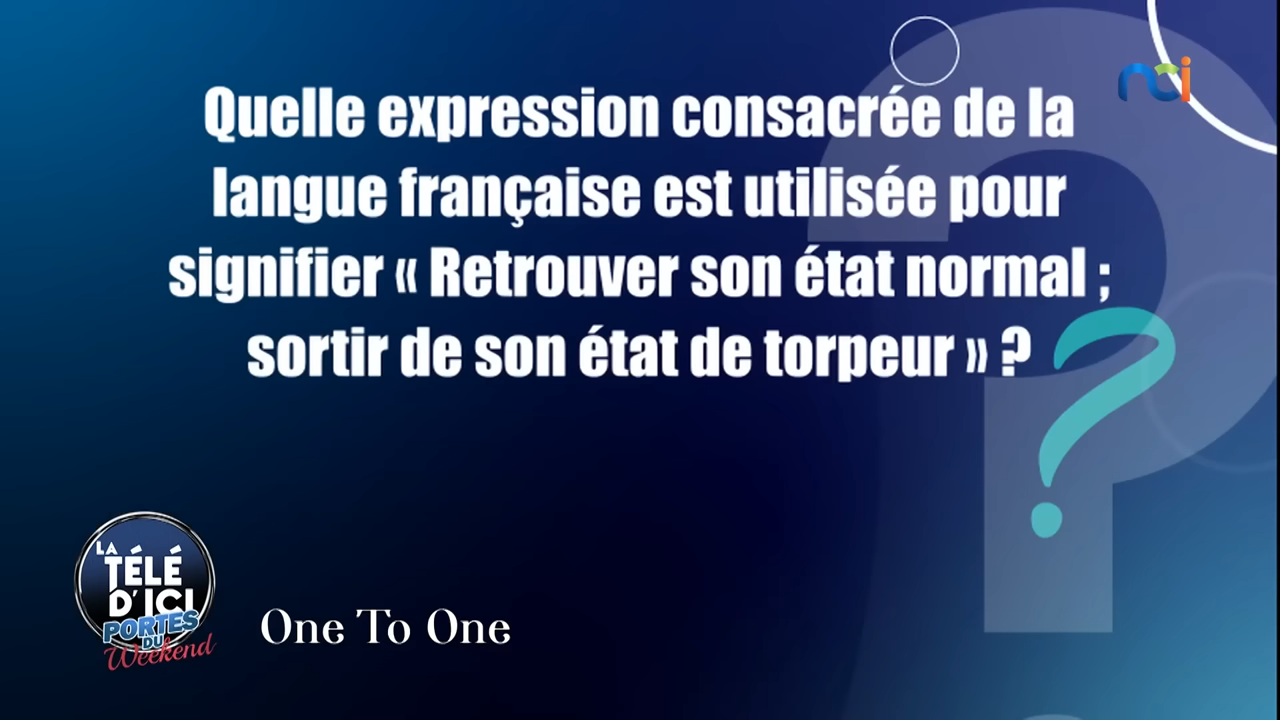 nci
Quelle expression consacrée de la
langue française est utilisée pour
signifier « Retrouver son état normal ;
sortir de son état de torpeur » ?
LA
TÉLÉ
D'ICI
PORTES
DU
Weekend
One To One